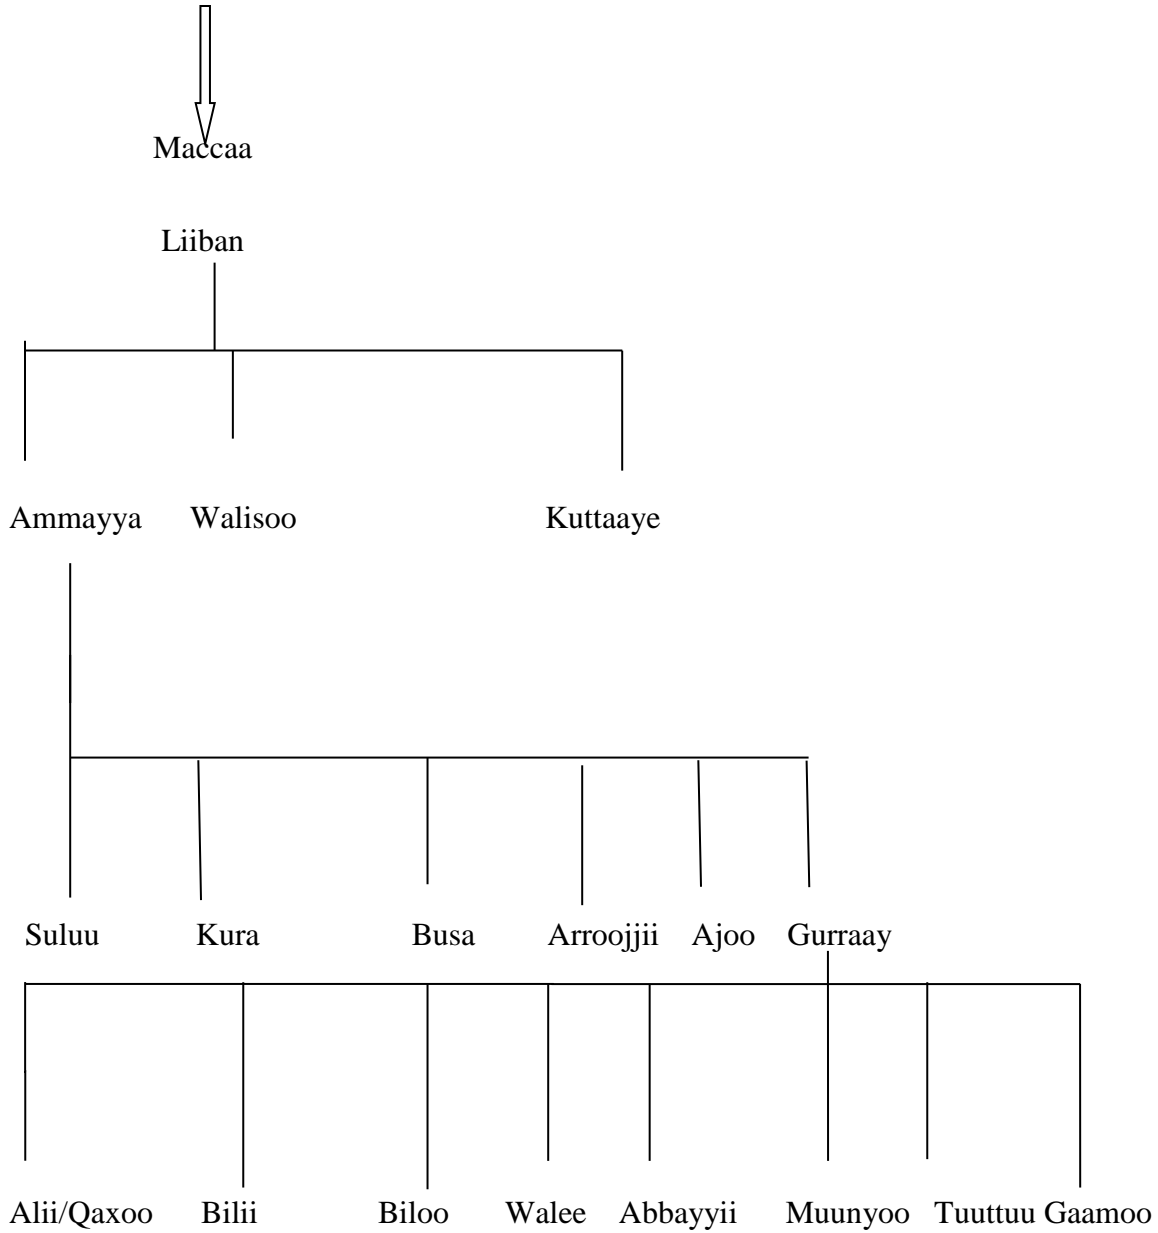 Maccaa
Liiban
Ammayya Walisoo Kuttaaye
Suluu Kura Busa Arroojjii Ajoo Gurraay
Alii/Qaxoo Bilii Biloo Walee Abbayyii Muunyoo Tuuttuu Gaamoo